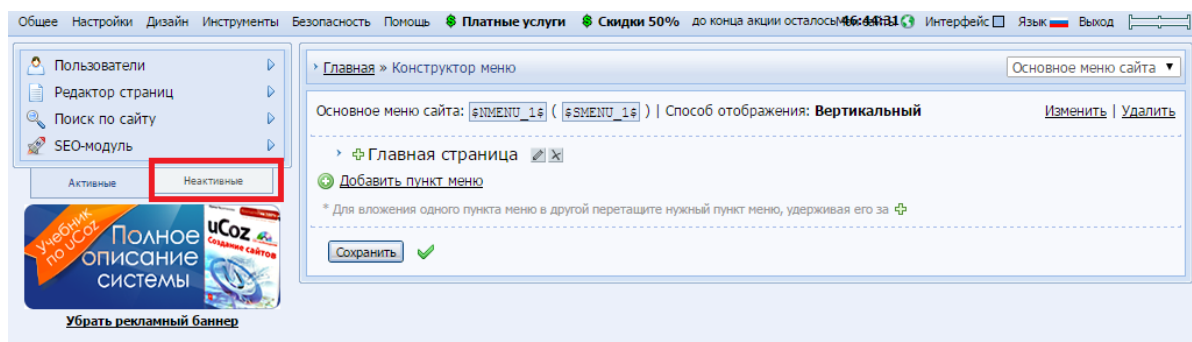 Общее Настройки Дизайн Инструменты Безопасность Помощь $ Платные услуги $ Скидки 50% до конца акции осталось 46:44:31 Интерфейс Язык Выход
Пользователи
Редактор страниц
Поиск по сайту
SEO-модуль
Активные Неактивные
Учебник по uCoz
Полное описание системы
uCoz
Создание сайтов
Убрать рекламный баннер
Главная » Конструктор меню Основное меню сайта
Основное меню сайта: $NMENU_1$ ( $SMENU_1$ ) | Способ отображения: Вертикальный Изменить | Удалить
Главная страница
Добавить пункт меню
* Для вложения одного пункта меню в другой перетащите нужный пункт меню, удерживая его за
Сохранить